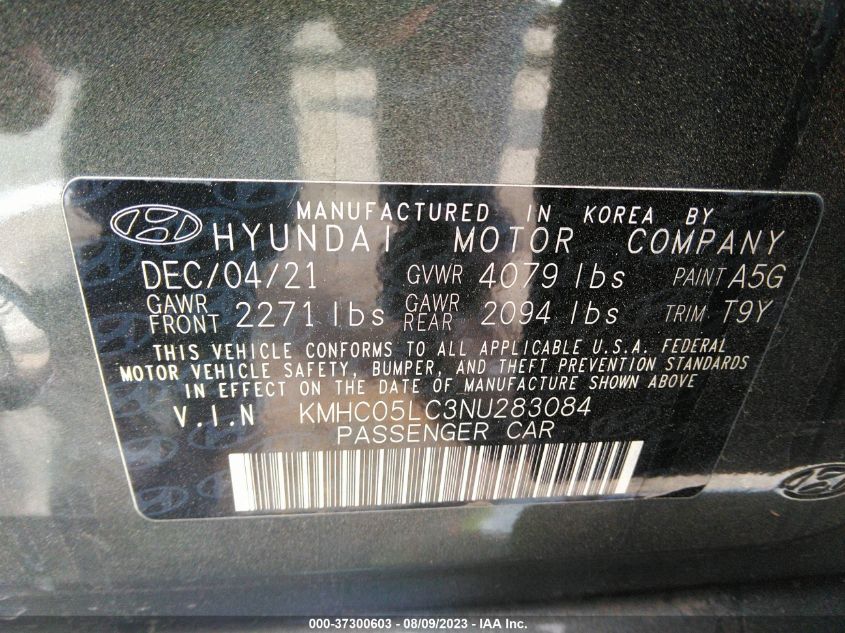 MANUFACTURED IN KOREA BY
HYUNDAI MOTOR COMPANY
DEC/04/21 GVWR 4079 lbs PAINT A5G
GAWR FRONT 2271 lbs GAWR REAR 2094 lbs TRIM T9Y
THIS VEHICLE CONFORMS TO ALL APPLICABLE U.S.A. FEDERAL
MOTOR VEHICLE SAFETY, BUMPER, AND THEFT PREVENTION STANDARDS
IN EFFECT ON THE DATE OF MANUFACTURE SHOWN ABOVE.
V.I.N KMHC05LC3NU283084
PASSENGER CAR
000-37300603 - 08/09/2023 - IAA Inc.